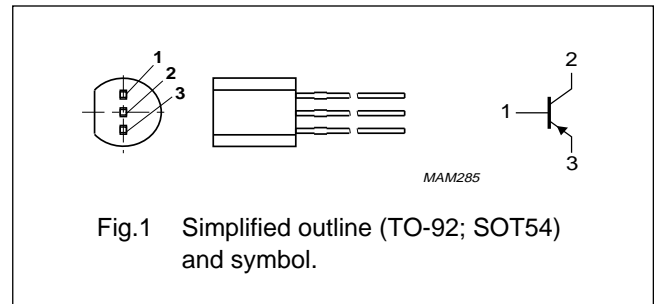 1
2
3
1
2
3
MAM285
Fig.1 Simplified outline (TO-92; SOT54)
and symbol.